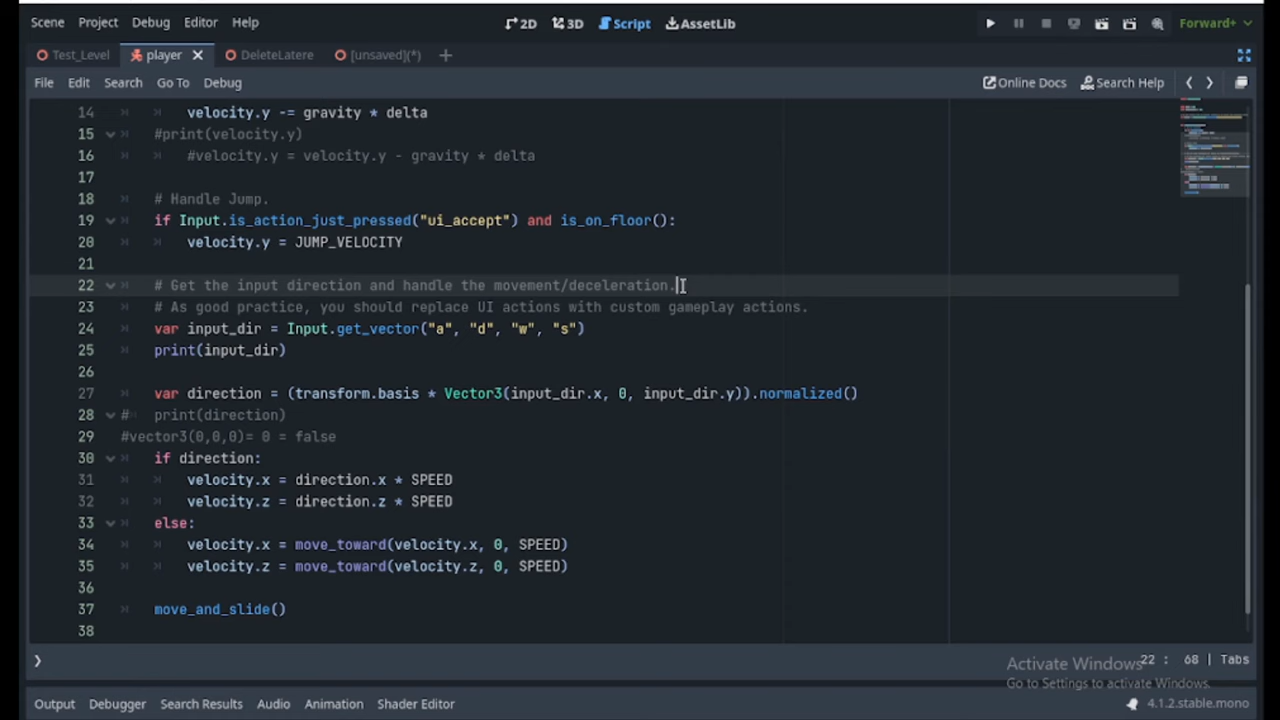 Scene Project Debug Editor Help 2D 3D Script AssetLib Forward+
Test_Level player DeleteLatere [unsaved](*)
File Edit Search Go To Debug Online Docs Search Help
14 velocity.y -= gravity * delta
15 #print(velocity.y)
16 #velocity.y = velocity.y - gravity * delta
17
18 # Handle Jump.
19 if Input.is_action_just_pressed("ui_accept") and is_on_floor():
20 velocity.y = JUMP_VELOCITY
21
22 # Get the input direction and handle the movement/deceleration.
23 # As good practice, you should replace UI actions with custom gameplay actions.
24 var input_dir = Input.get_vector("a", "d", "w", "s")
25 print(input_dir)
26
27 var direction = (transform.basis * Vector3(input_dir.x, 0, input_dir.y)).normalized()
28 # print(direction)
29 #vector3(0,0,0)= 0 = false
30 if direction:
31 velocity.x = direction.x * SPEED
32 velocity.z = direction.z * SPEED
33 else:
34 velocity.x = move_toward(velocity.x, 0, SPEED)
35 velocity.z = move_toward(velocity.z, 0, SPEED)
36
37 move_and_slide()
38
Activate Windows
22 : 68 | Tabs
Go to Settings to activate Windows.
Output Debugger Search Results Audio Animation Shader Editor 4.1.2.stable.mono